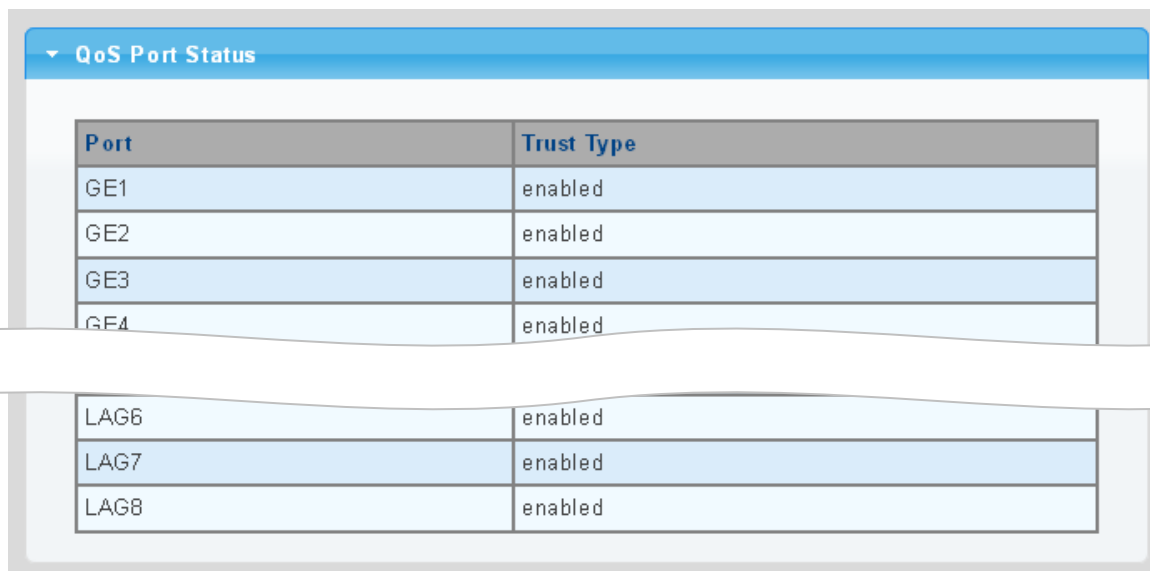 QoS Port Status
Port Trust Type
GE1 enabled
GE2 enabled
GE3 enabled
GE4 enabled
LAG6 enabled
LAG7 enabled
LAG8 enabled